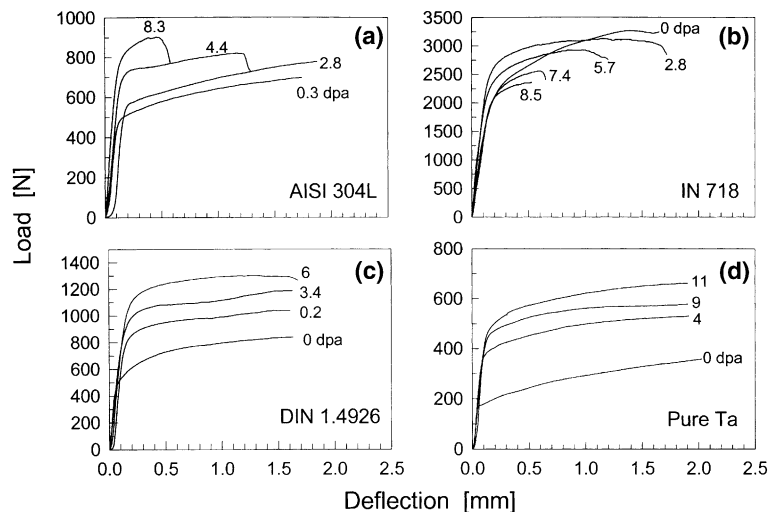 Load [N]
(a)
1000
800
600
400
200
0
8.3
4.4
2.8
0.3 dpa
AISI 304L
(b)
3500
3000
2500
2000
1500
1000
500
0
0 dpa
2.8
5.7
7.4
8.5
IN 718
(c)
1400
1200
1000
800
600
400
200
0
6
3.4
0.2
0 dpa
DIN 1.4926
0.0 0.5 1.0 1.5 2.0 2.5
(d)
800
600
400
200
0
11
9
4
0 dpa
Pure Ta
0.0 0.5 1.0 1.5 2.0 2.5
Deflection [mm]